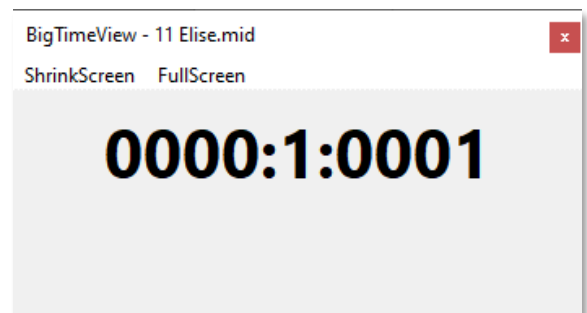 BigTimeView - 11 Elise.mid
x
ShrinkScreen FullScreen
0000:1:0001